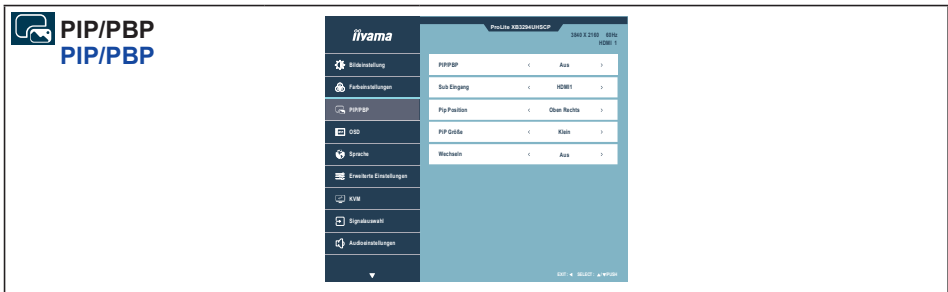 PIP/PBP
PIP/PBP
iiyama
ProLite XB3294UHSCP
3840 X 2160 60Hz
HDMI 1
Bildeinstellung
Farbeinstellungen
PIP/PBP
OSD
Sprache
Erweiterte Einstellungen
KVM
Signalauswahl
Audioeinstellungen
PIP/PBP < Aus >
Sub Eingang < HDMI1 >
Pip Position < Oben Rechts >
PIP Größe < Klein >
Wechseln < Aus >
▼
EXIT : ◄ SELECT : ▲/▼/PUSH